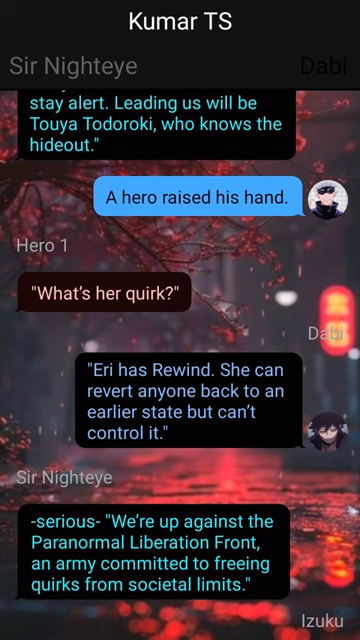 Kumar TS
Sir Nighteye
Dabi
stay alert. Leading us will be
Touya Todoroki, who knows the
hideout."
A hero raised his hand.
Hero 1
"What's her quirk?"
Dabi
"Eri has Rewind. She can
revert anyone back to an
earlier state but can't
control it."
Sir Nighteye
-serious- "We're up against the
Paranormal Liberation Front,
an army committed to freeing
quirks from societal limits."
Izuku